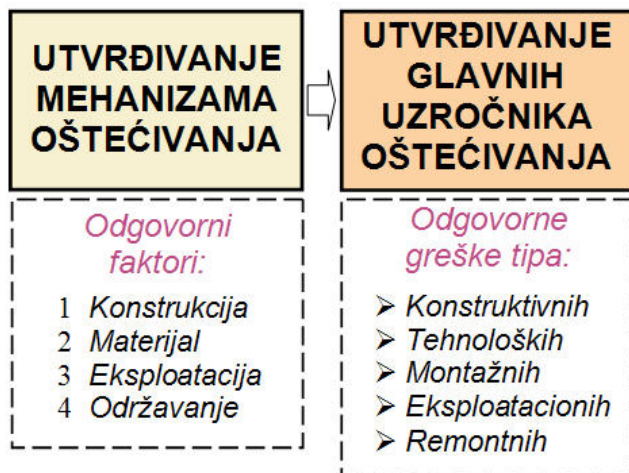 UTVRĐIVANJE
MEHANIZAMA
OŠTEĆIVANJA
Odgovorni
faktori:
1 Konstrukcija
2 Materijal
3 Eksploatacija
4 Održavanje
UTVRĐIVANJE
GLAVNIH
UZROČNIKA
OŠTEĆIVANJA
Odgovorne
greške tipa:
➢ Konstruktivnih
➢ Tehnoloških
➢ Montažnih
➢ Eksploatacionih
➢ Remontnih